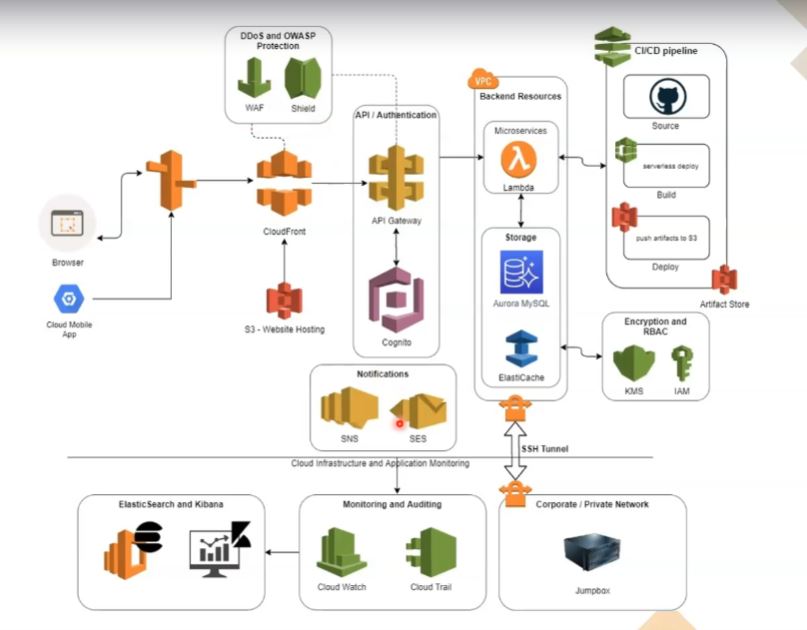 DDoS and OWASP
Protection
WAF
Shield
CI/CD pipeline
Source
serverless deploy
Build
push artifacts to S3
Deploy
Artifact Store
VPC
Backend Resources
Microservices
Lambda
Storage
Aurora MySQL
ElastiCache
API / Authentication
API Gateway
Cognito
CloudFront
S3 - Website Hosting
Browser
Cloud Mobile
App
Encryption and
RBAC
KMS
IAM
Notifications
SNS
SES
SSH Tunnel
Cloud Infrastructure and Application Monitoring
ElasticSearch and Kibana
Monitoring and Auditing
Cloud Watch
Cloud Trail
Corporate / Private Network
Jumpbox